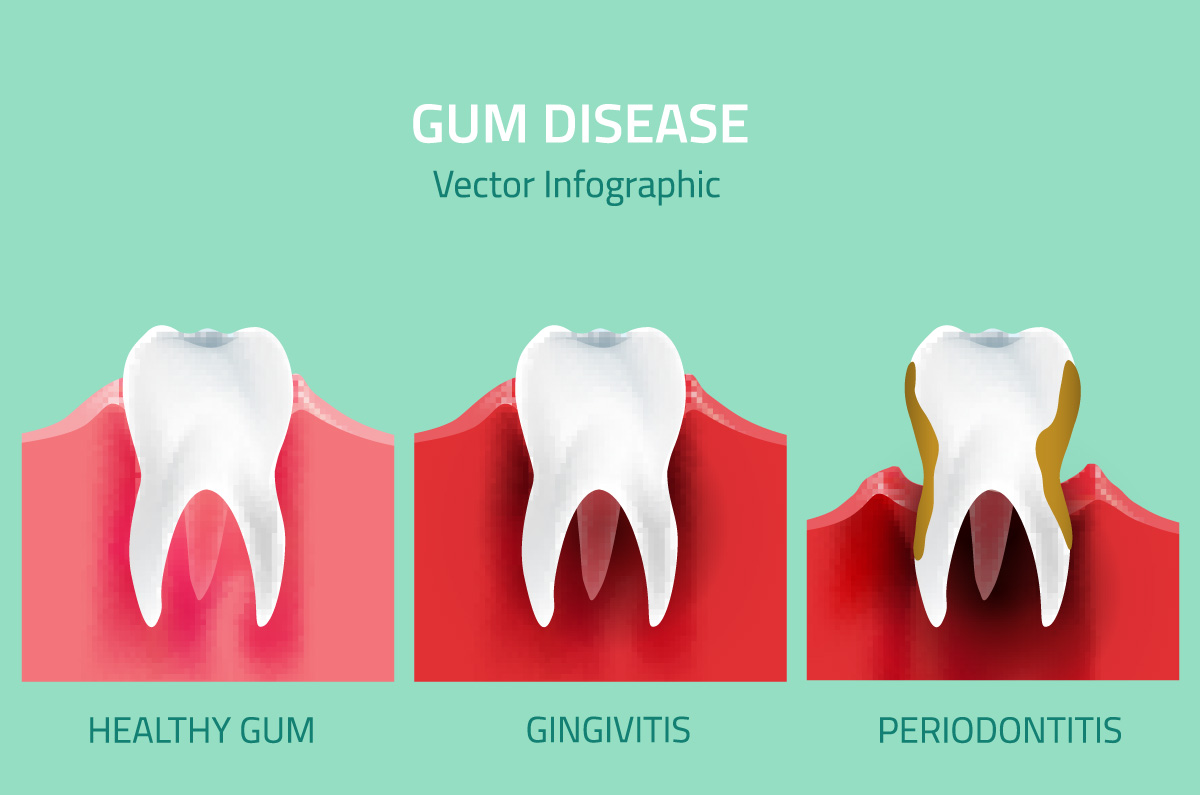 GUM DISEASE
Vector Infographic
HEALTHY GUM
GINGIVITIS
PERIODONTITIS